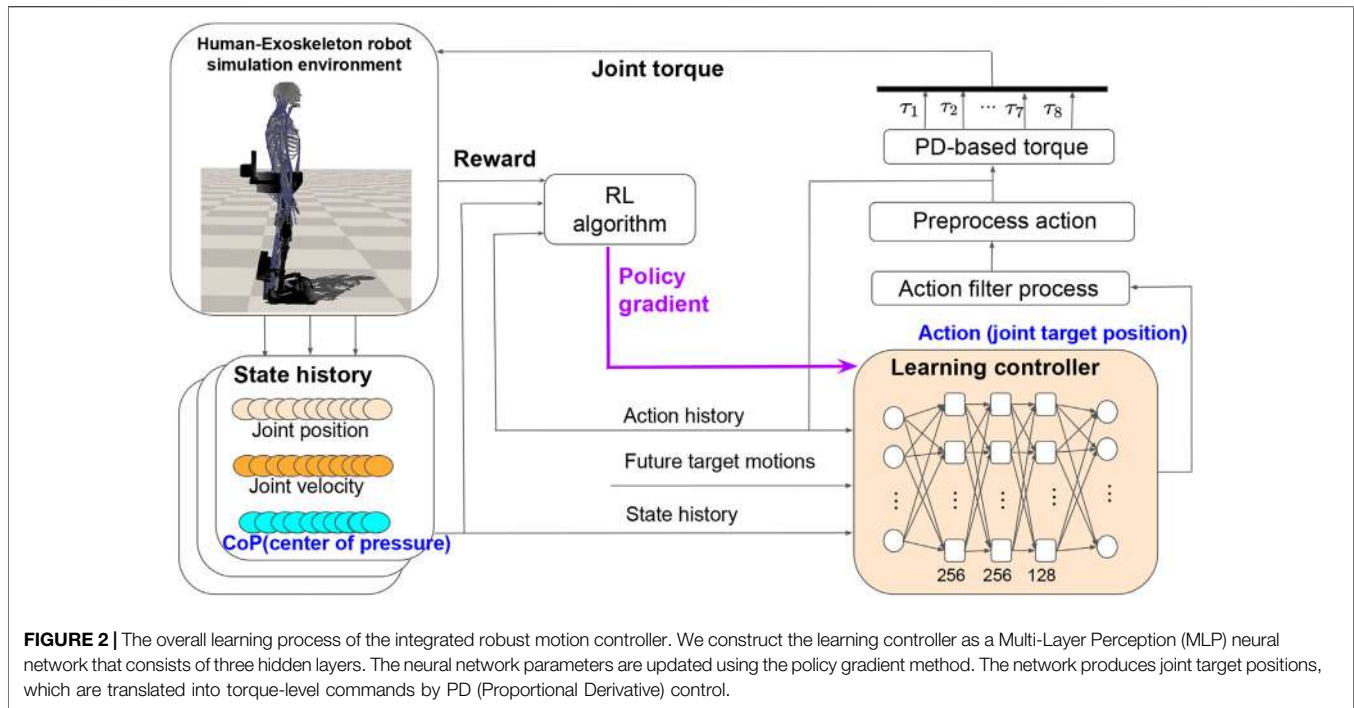 Human-Exoskeleton robot
simulation environment
Joint torque
τ1 τ2 ... τ7 τ8
PD-based torque
Reward
RL
algorithm
Preprocess action
Policy
gradient
Action filter process
Action (joint target position)
State history
Joint position
Joint velocity
CoP(center of pressure)
Action history
Future target motions
State history
Learning controller
256 256 128
FIGURE 2 | The overall learning process of the integrated robust motion controller. We construct the learning controller as a Multi-Layer Perception (MLP) neural
network that consists of three hidden layers. The neural network parameters are updated using the policy gradient method. The network produces joint target positions,
which are translated into torque-level commands by PD (Proportional Derivative) control.